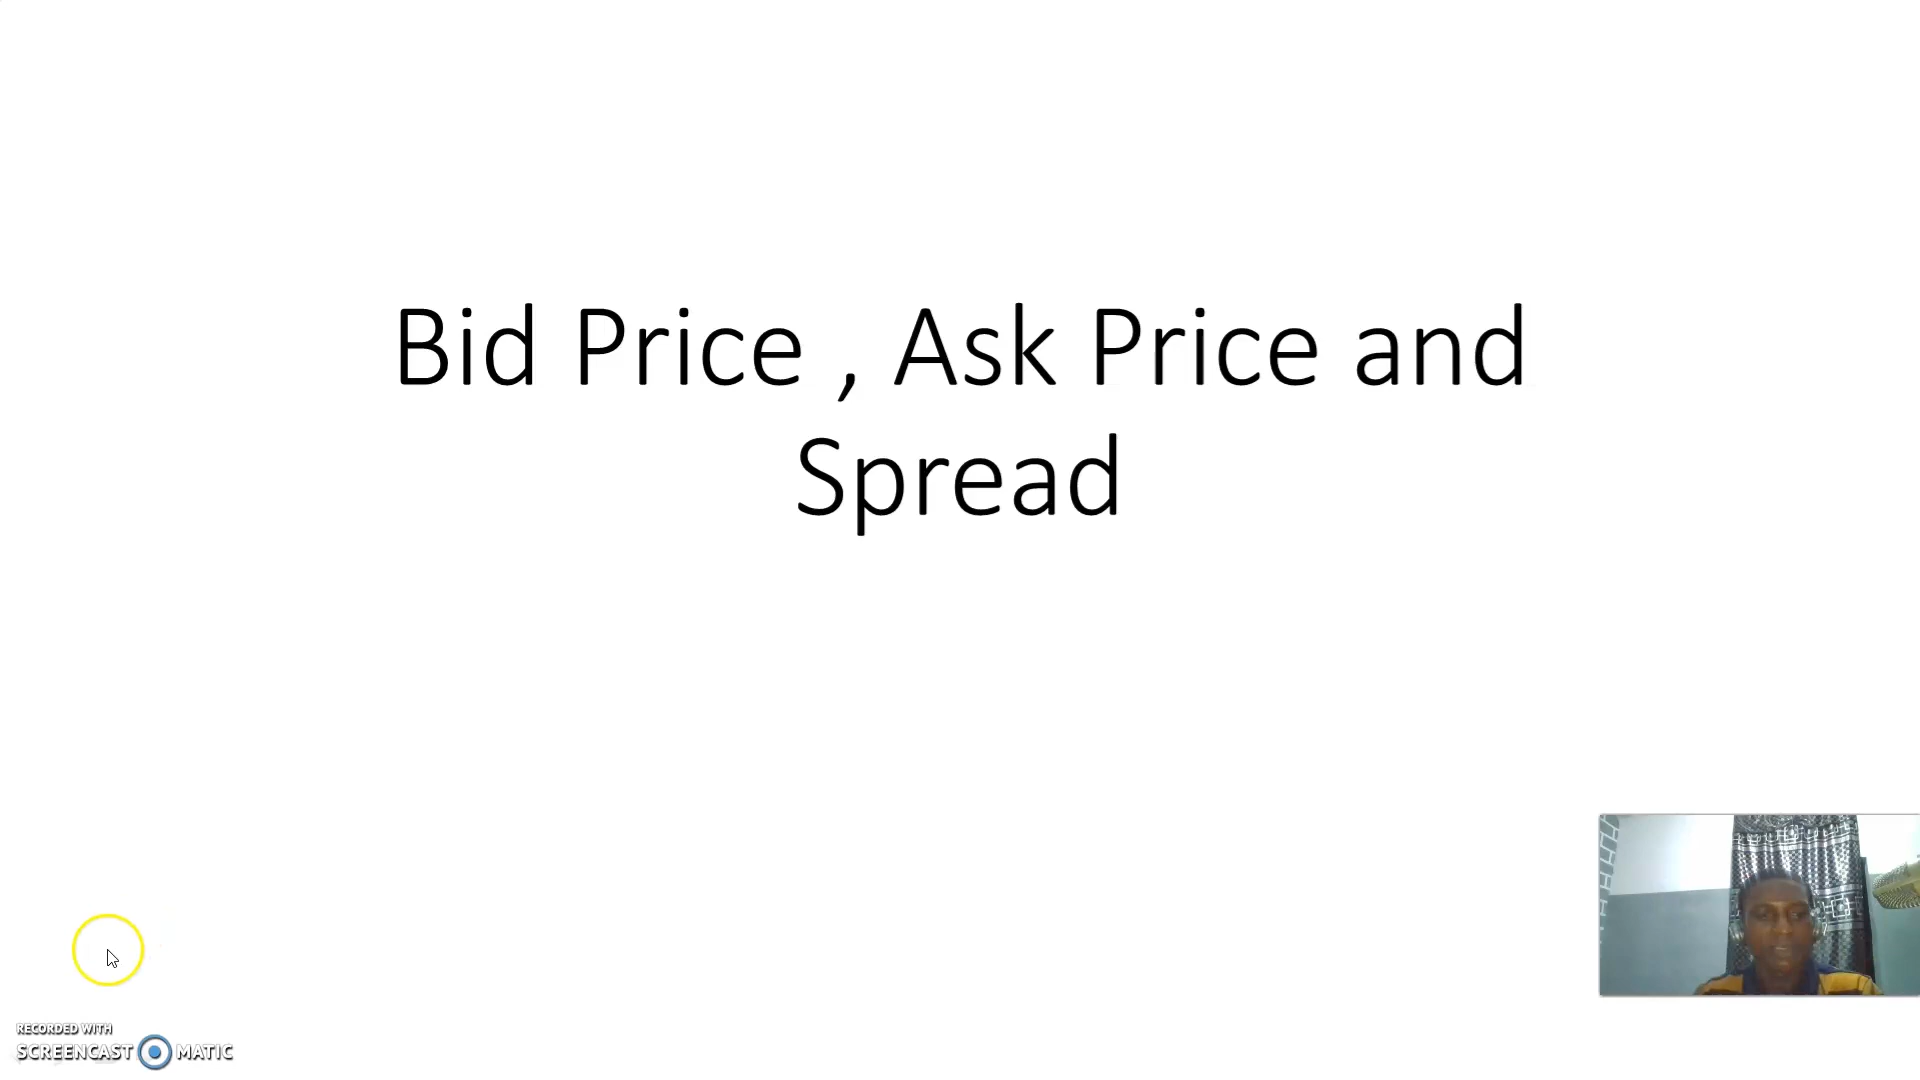 Bid Price , Ask Price and
Spread
RECORDED WITH
SCREENCAST MATIC